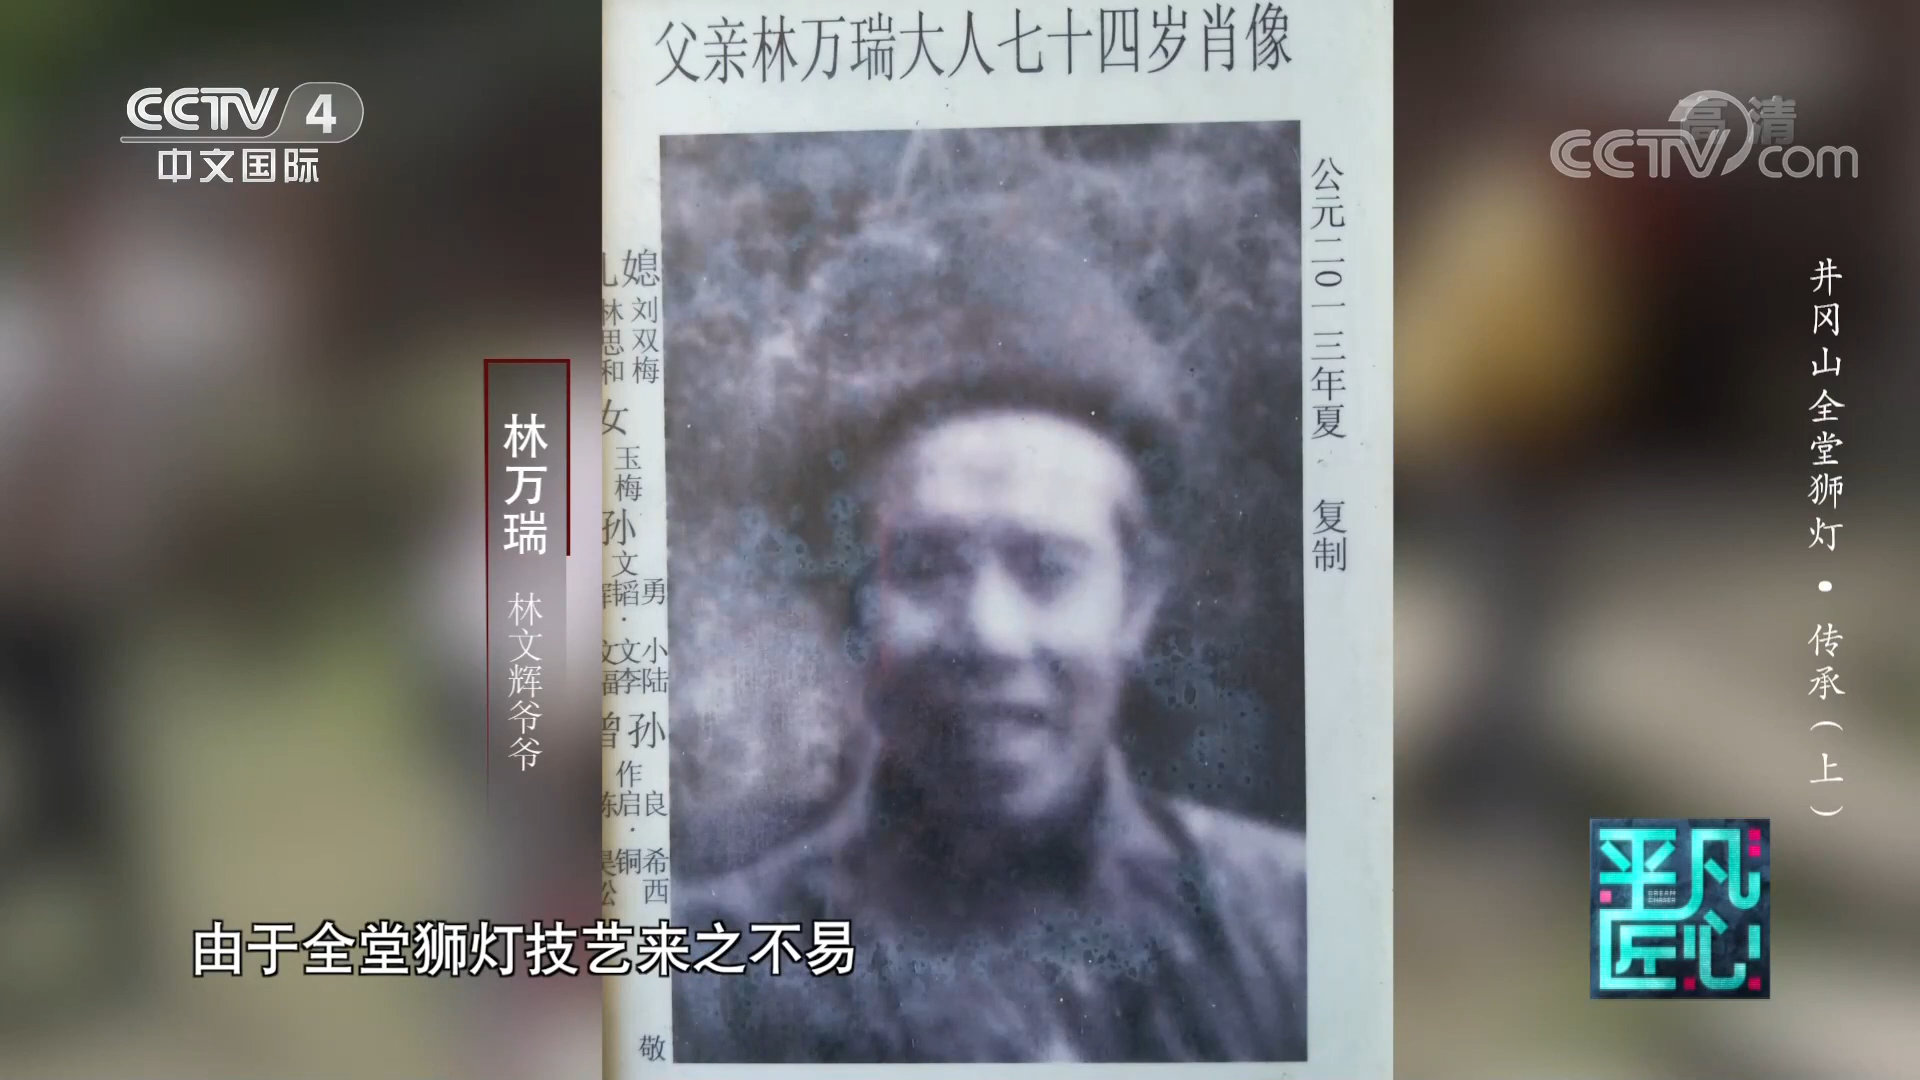 父亲林万瑞大人七十四岁肖像
CCTV 4
中文国际
高清
CCTV com
公元二〇一三年夏 复制
井冈山全堂狮灯·传承(上)
林万瑞
林文辉爷爷
媳
刘双梅
林思和
女
玉梅
孙
文
韬 勇
文 小
李 陆
曾孙
作
启 良
铜 希
西
敬
平凡匠心
DREAM CHASER
由于全堂狮灯技艺来之不易